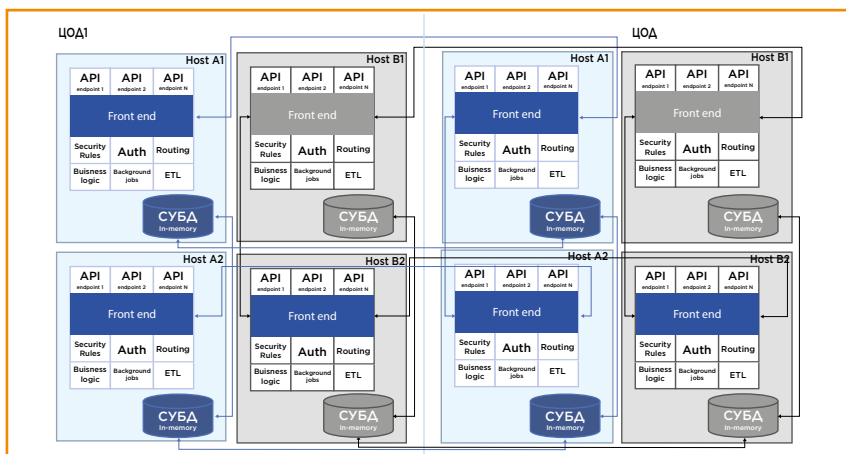 ЦОД1
ЦОД
Host A1
API API API
endpoint 1 endpoint 2 endpoint N
Front end
Security Rules Auth Routing
Buisness logic Background jobs ETL
СУБД
In-memory
Host B1
API API API
endpoint 1 endpoint 2 endpoint N
Front end
Security Rules Auth Routing
Buisness logic Background jobs ETL
СУБД
In-memory
Host A1
API API API
endpoint 1 endpoint 2 endpoint N
Front end
Security Rules Auth Routing
Buisness logic Background jobs ETL
СУБД
In-memory
Host B1
API API API
endpoint 1 endpoint 2 endpoint N
Front end
Security Rules Auth Routing
Buisness logic Background jobs ETL
СУБД
In-memory
Host A2
API API API
endpoint 1 endpoint 2 endpoint N
Front end
Security Rules Auth Routing
Buisness logic Background jobs ETL
СУБД
In-memory
Host B2
API API API
endpoint 1 endpoint 2 endpoint N
Front end
Security Rules Auth Routing
Buisness logic Background jobs ETL
СУБД
In-memory
Host A2
API API API
endpoint 1 endpoint 2 endpoint N
Front end
Security Rules Auth Routing
Buisness logic Background jobs ETL
СУБД
In-memory
Host B2
API API API
endpoint 1 endpoint 2 endpoint N
Front end
Security Rules Auth Routing
Buisness logic Background jobs ETL
СУБД
In-memory